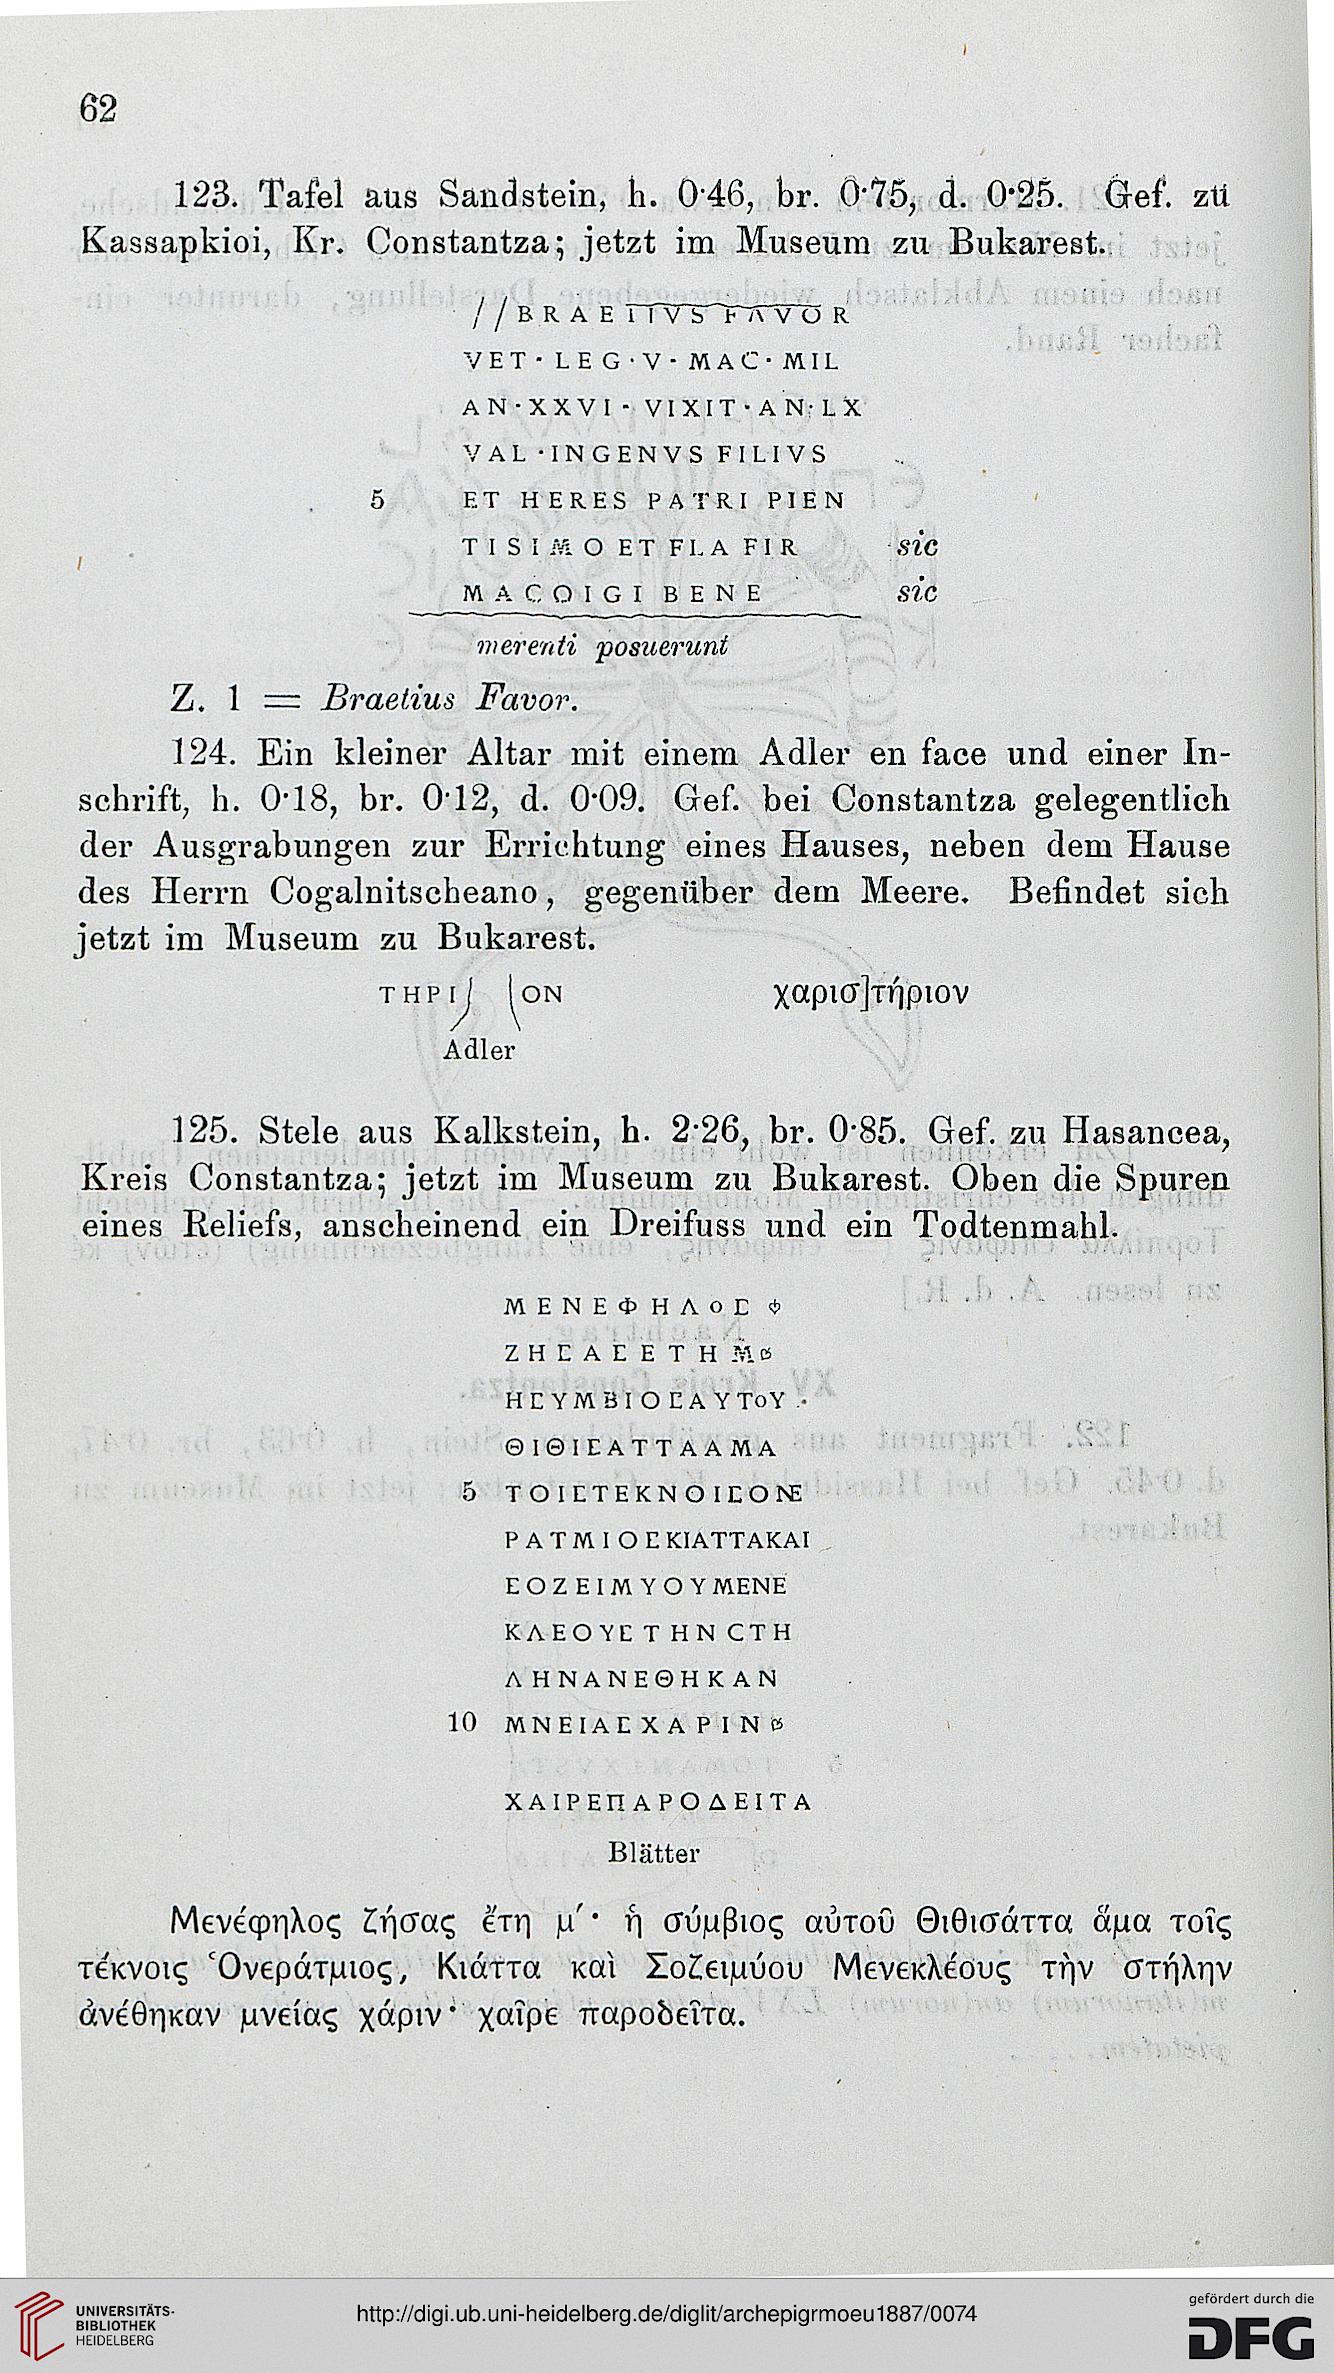 62
123. Tafel aus Sandstein, h. 0·46, br. 0·75, d. 0·25. Gef. zu
Kassapkioi, Kr. Constantza; jetzt im Museum zu Bukarest.
//BRAETIVS FAVOR
VET · LEG · V · MAC · MIL
AN · XXVI · VIXIT · AN · LX
VAL · INGENVS FILIVS
5 ET HERES PATRI PIEN
TISIMO ET FLA FIR sic
MACOIGI BENE sic
merenti posuerunt
Z. 1 = Braetius Favor.
124. Ein kleiner Altar mit einem Adler en face und einer In-
schrift, h. 0·18, br. 0·12, d. 0·09. Gef. bei Constantza gelegentlich
der Ausgrabungen zur Errichtung eines Hauses, neben dem Hause
des Herrn Cogalnitscheano, gegenüber dem Meere. Befindet sich
jetzt im Museum zu Bukarest.
ΤΗΡΙ ΟΝ χαρισ]τήριον
Adler
125. Stele aus Kalkstein, h. 2·26, br. 0·85. Gef. zu Hasancea,
Kreis Constantza; jetzt im Museum zu Bukarest. Oben die Spuren
eines Reliefs, anscheinend ein Dreifuss und ein Todtenmahl.
ΜΕΝΕΦΗΛΟΣ
ΖΗΣΑΣΕΤΗΜ
ΗΣΥΜΒΙΟΣΑΥΤΟΥ
ΘΙΘΙΣΑΤΤΑΑΜΑ
5 ΤΟΙΣΤΕΚΝΟΙΣΟΝΕ
ΡΑΤΜΙΟΣΚΙΑΤΤΑΚΑΙ
ΣΟΖΕΙΜΥΟΥΜΕΝΕ
ΚΛΕΟΥΣΤΗΝCΤΗ
ΛΗΝΑΝΕΘΗΚΑΝ
10 ΜΝΕΙΑΣΧΑΡΙΝ
ΧΑΙΡΕΠΑΡΟΔΕΙΤΑ
Blätter
Μενέφηλος ζήσας ἔτη μ′· ἡ σύμβιος αὐτοῦ Θιθισάττα ἅμα τοῖς
τέκνοις Ὁνεράτμιος, Κιάττα καὶ Σοζειμύου Μενεκλέους τὴν στήλην
ἀνέθηκαν μνείας χάριν· χαῖρε παροδεῖτα.
UNIVERSITÄTS-
BIBLIOTHEK
HEIDELBERG
http://digi.ub.uni-heidelberg.de/diglit/archepigrmoeu1887/0074
gefördert durch die
DFG